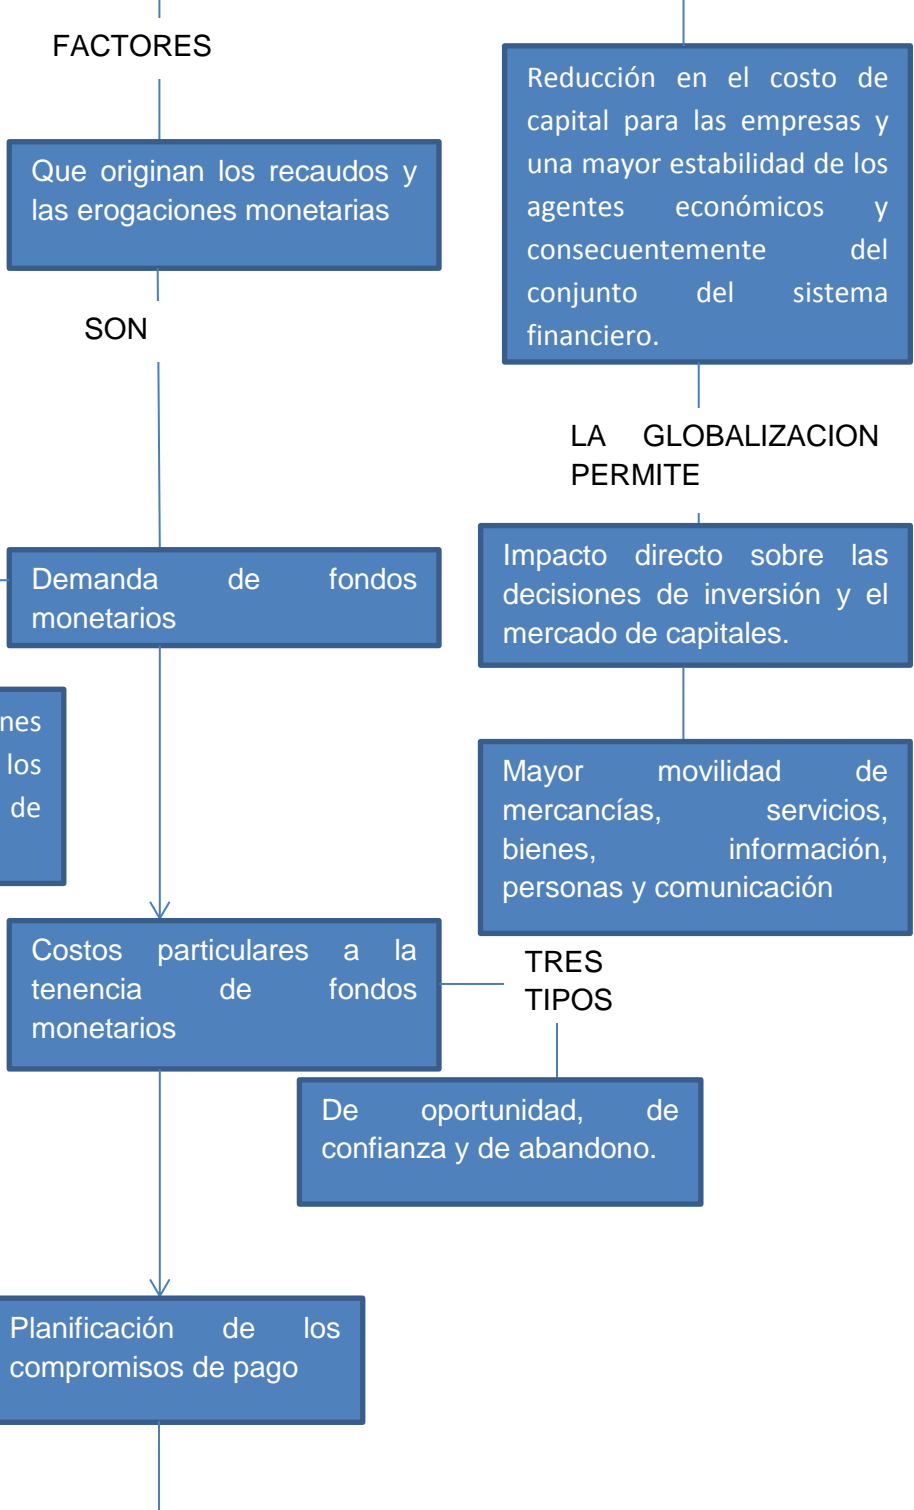 FACTORES
Que originan los recaudos y
las erogaciones monetarias
SON
Demanda de fondos
monetarios
nes
los
de
Costos particulares a la
tenencia de fondos
monetarios
TRES
TIPOS
De oportunidad, de
confianza y de abandono.
Planificación de los
compromisos de pago
Reducción en el costo de
capital para las empresas y
una mayor estabilidad de los
agentes económicos y
consecuentemente del
conjunto del sistema
financiero.
LA GLOBALIZACION
PERMITE
Impacto directo sobre las
decisiones de inversión y el
mercado de capitales.
Mayor movilidad de
mercancías, servicios,
bienes, información,
personas y comunicación